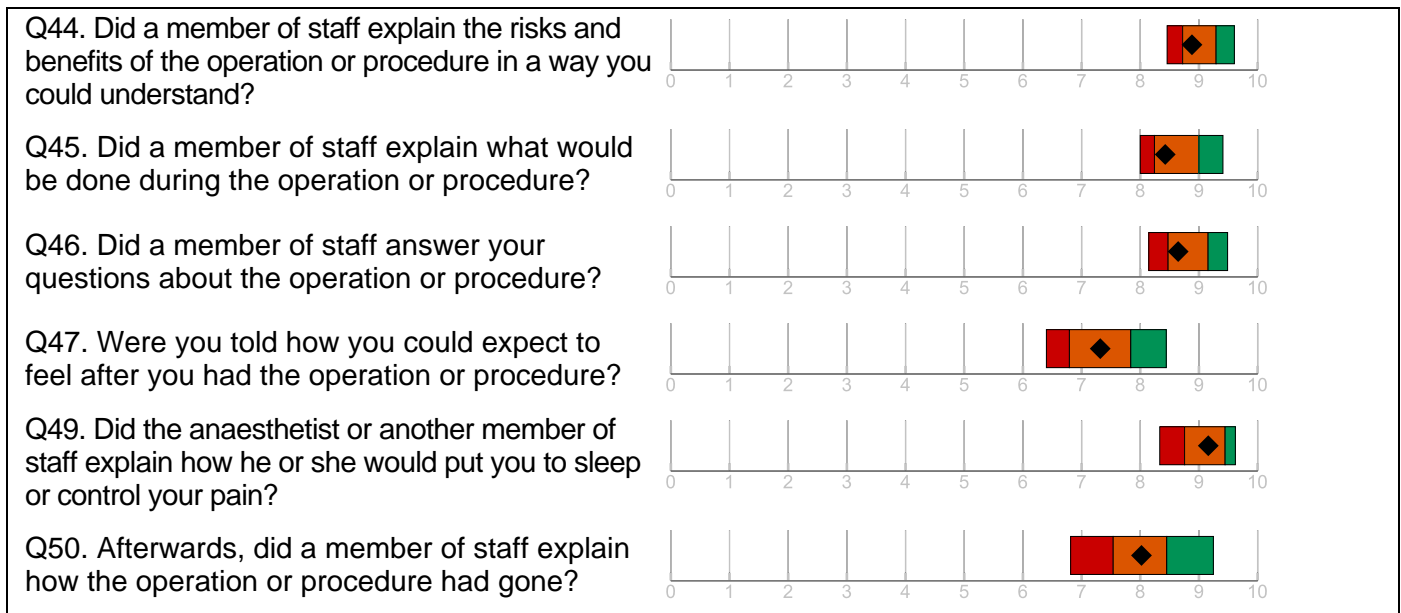 Q44. Did a member of staff explain the risks and
benefits of the operation or procedure in a way you
could understand?
0 1 2 3 4 5 6 7 8 9 10
Q45. Did a member of staff explain what would
be done during the operation or procedure?
0 1 2 3 4 5 6 7 8 9 10
Q46. Did a member of staff answer your
questions about the operation or procedure?
0 1 2 3 4 5 6 7 8 9 10
Q47. Were you told how you could expect to
feel after you had the operation or procedure?
0 1 2 3 4 5 6 7 8 9 10
Q49. Did the anaesthetist or another member of
staff explain how he or she would put you to sleep
or control your pain?
0 1 2 3 4 5 6 7 8 9 10
Q50. Afterwards, did a member of staff explain
how the operation or procedure had gone?
0 1 2 3 4 5 6 7 8 9 10